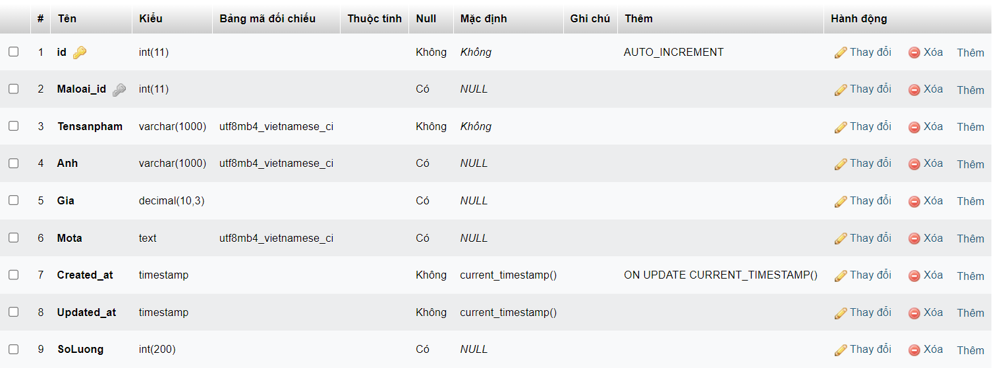 # Tên Kiểu Bảng mã đối chiếu Thuộc tính Null Mặc định Ghi chú Thêm Hành động
1 id int(11) Không Không AUTO_INCREMENT Thay đổi Xóa Thêm
2 Maloai_id int(11) Có NULL Thay đổi Xóa Thêm
3 Tensanpham varchar(1000) utf8mb4_vietnamese_ci Không Không Thay đổi Xóa Thêm
4 Anh varchar(1000) utf8mb4_vietnamese_ci Có NULL Thay đổi Xóa Thêm
5 Gia decimal(10,3) Có NULL Thay đổi Xóa Thêm
6 Mota text utf8mb4_vietnamese_ci Có NULL Thay đổi Xóa Thêm
7 Created_at timestamp Không current_timestamp() ON UPDATE CURRENT_TIMESTAMP() Thay đổi Xóa Thêm
8 Updated_at timestamp Không current_timestamp() Thay đổi Xóa Thêm
9 SoLuong int(200) Có NULL Thay đổi Xóa Thêm